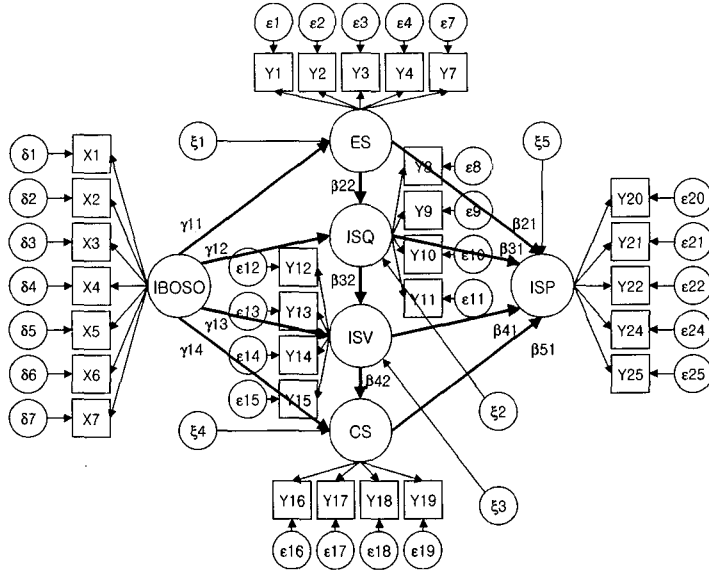 ε1 ε2 ε3 ε4 ε7
Y1 Y2 Y3 Y4 Y7
ξ1 ES ξ5
δ1 X1
δ2 X2
δ3 X3
δ4 X4
δ5 X5
δ6 X6
δ7 X7
IBOSO
γ11
γ12
γ13
γ14
β22
β21
Y8 ε8
Y9 ε9
Y10 ε10
Y11 ε11
ISQ
β31
β32
ε12 Y12
ε13 Y13
ε14 Y14
ε15 Y15
ISV
β41
β51
β42
ISP
Y20 ε20
Y21 ε21
Y22 ε22
Y24 ε24
Y25 ε25
ξ4 CS ξ2
ξ3
Y16 Y17 Y18 Y19
ε16 ε17 ε18 ε19